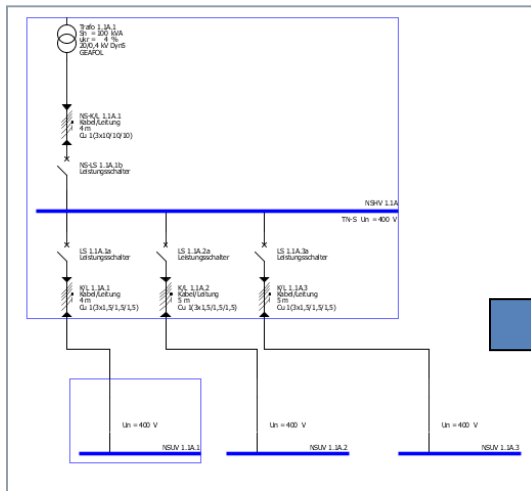 Trafo 1.1A.1
Sn = 100 kVA
ukr = 4 %
20/0,4 kV Dyn5
GEAFOL
NS-K/L 1.1A.1
Kabel/Leitung
4 m
Cu 1(3x10/10/10)
NS-LS 1.1A.1b
Leistungsschalter
NSHV 1.1A
TN-S Un = 400 V
LS 1.1A.1a
Leistungsschalter
LS 1.1A.2a
Leistungsschalter
LS 1.1A.3a
Leistungsschalter
K/L 1.1A.1
Kabel/Leitung
4 m
Cu 1(3x1,5/1,5/1,5)
K/L 1.1A.2
Kabel/Leitung
5 m
Cu 1(3x1,5/1,5/1,5)
K/L 1.1A.3
Kabel/Leitung
5 m
Cu 1(3x1,5/1,5/1,5)
Un = 400 V
NSUV 1.1A.1
Un = 400 V
NSUV 1.1A.2
Un = 400 V
NSUV 1.1A.3